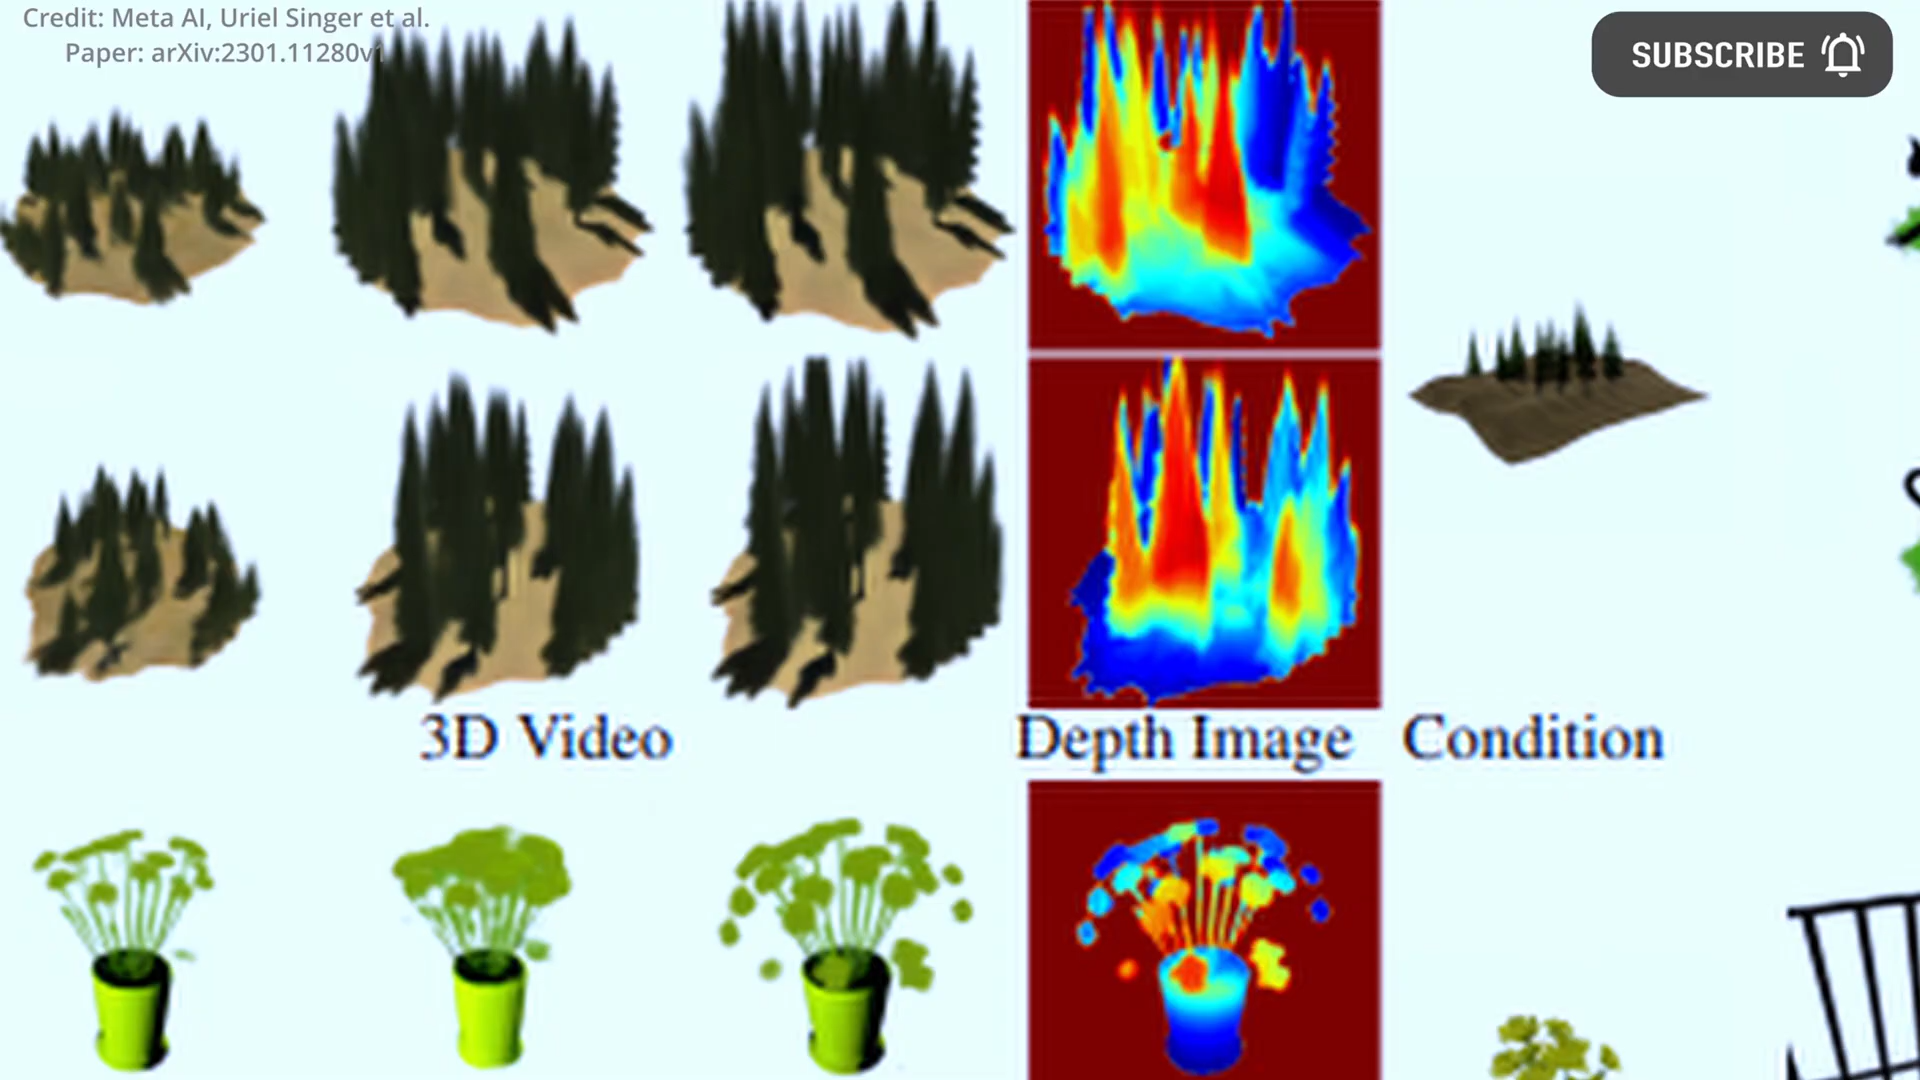 Credit: Meta AI, Uriel Singer et al.
Paper: arXiv:2301.11280v1
SUBSCRIBE
3D Video
Depth Image
Condition